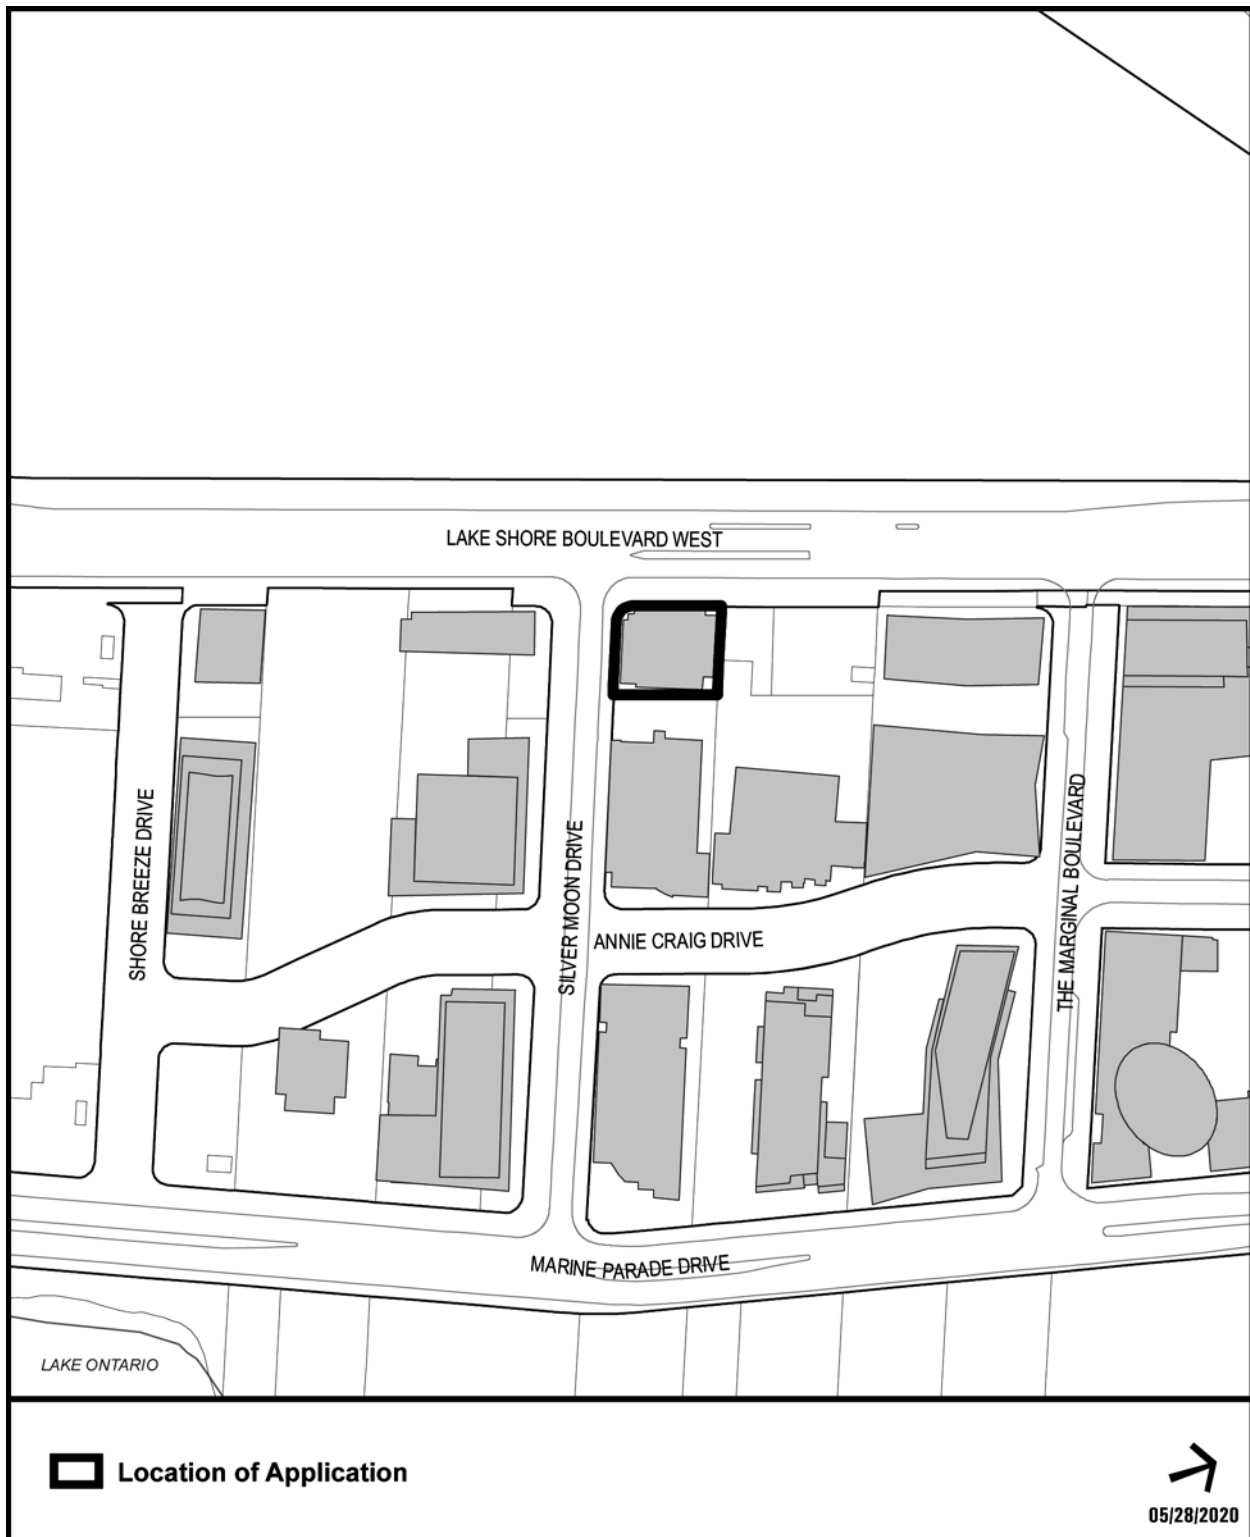 LAKE SHORE BOULEVARD WEST
SHORE BREEZE DRIVE
SILVER MOON DRIVE
THE MARGINAL BOULEVARD
ANNIE CRAIG DRIVE
MARINE PARADE DRIVE
LAKE ONTARIO
Location of Application
05/28/2020